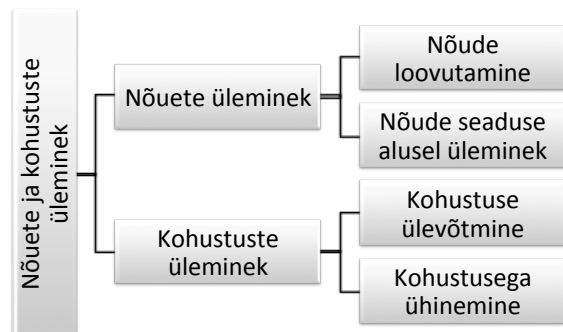 Nõuete ja kohustuste
üleminek
Nõuete üleminek
Nõude
loovutamine
Nõude seaduse
alusel üleminek
Kohustuste
üleminek
Kohustuse
ülevõtmine
Kohustusega
ühinemine